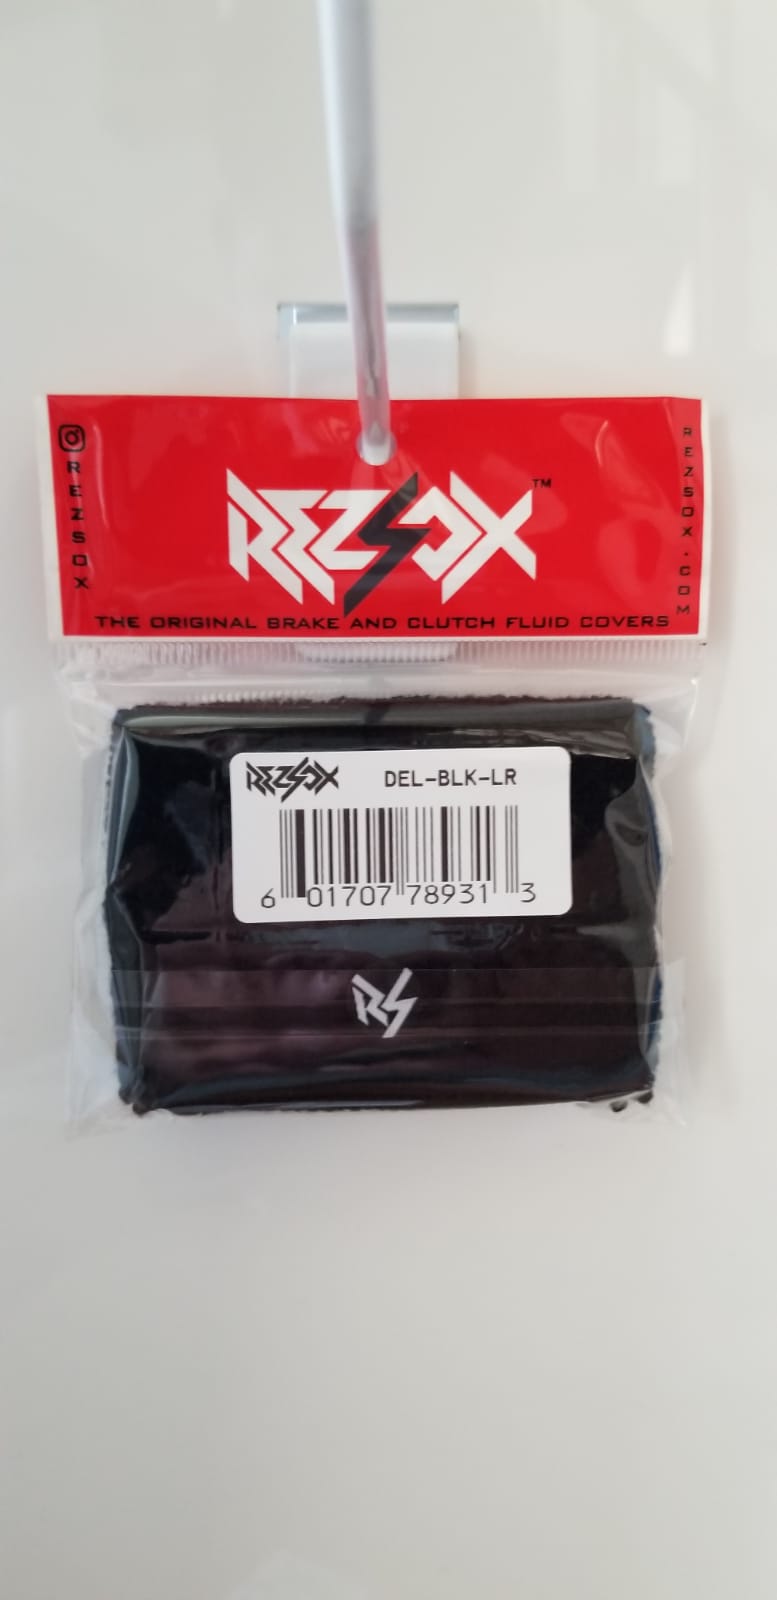 REZSOX
REZSOX™
REZSOX.COM
THE ORIGINAL BRAKE AND CLUTCH FLUID COVERS
REZSOX DEL-BLK-LR
6 01707 78931 3
RS